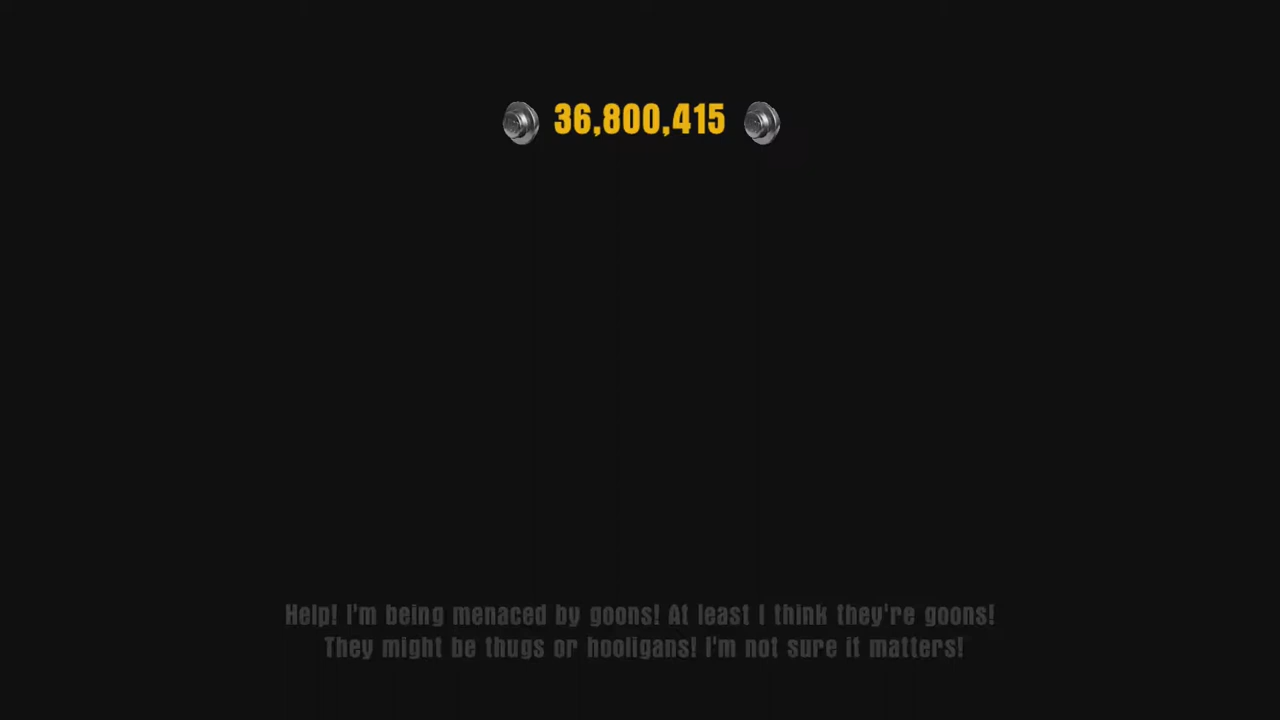 36,800,415
Help! I'm being menaced by goons! At least I think they're goons!
They might be thugs or hooligans! I'm not sure it matters!